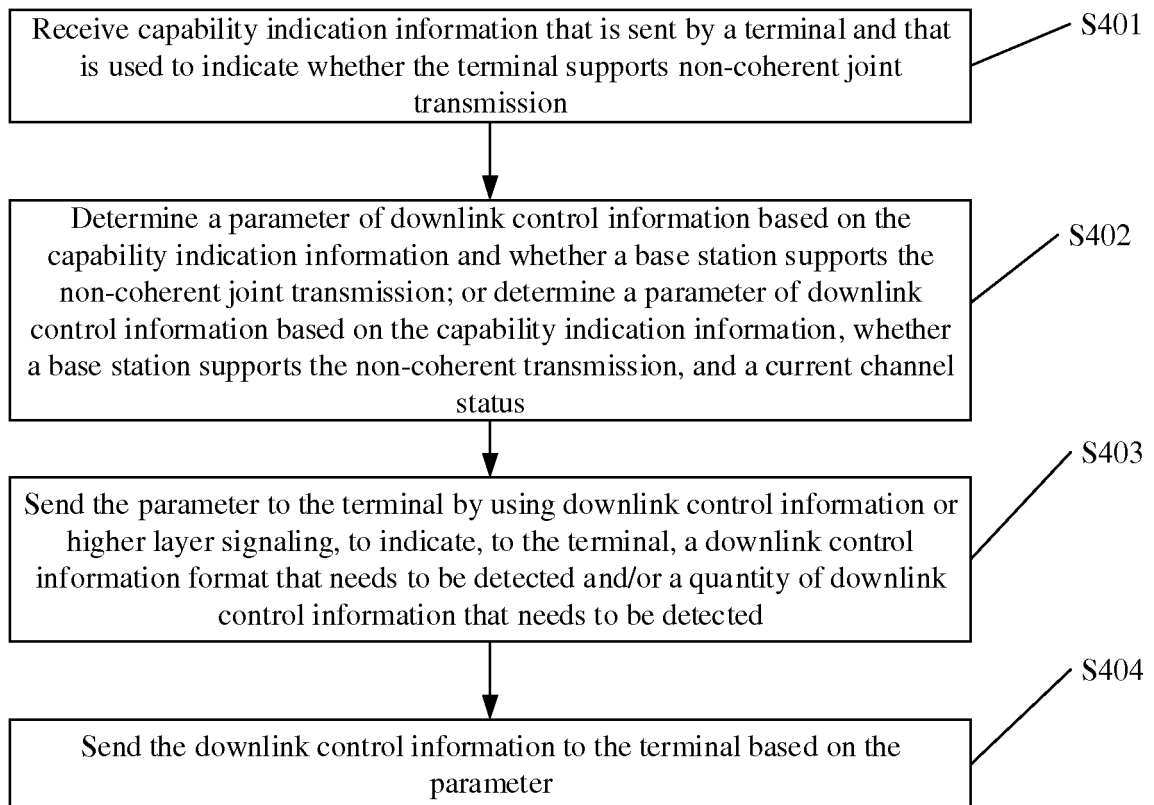 Receive capability indication information that is sent by a terminal and that
is used to indicate whether the terminal supports non-coherent joint
transmission
S401
Determine a parameter of downlink control information based on the
capability indication information and whether a base station supports the
non-coherent joint transmission; or determine a parameter of downlink
control information based on the capability indication information, whether
a base station supports the non-coherent transmission, and a current channel
status
S402
Send the parameter to the terminal by using downlink control information or
higher layer signaling, to indicate, to the terminal, a downlink control
information format that needs to be detected and/or a quantity of downlink
control information that needs to be detected
S403
Send the downlink control information to the terminal based on the
parameter
S404